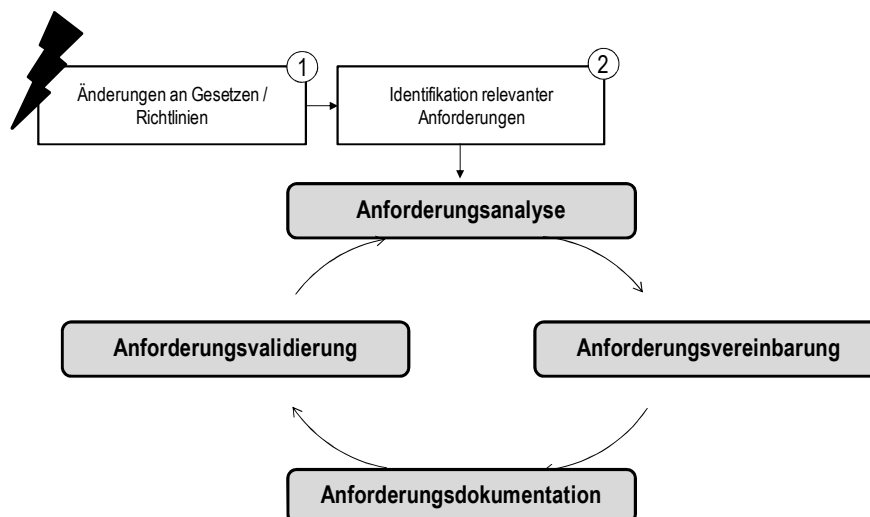 1
2
Änderungen an Gesetzen /
Richtlinien
Identifikation relevanter
Anforderungen
Anforderungsanalyse
Anforderungsvalidierung
Anforderungsvereinbarung
Anforderungsdokumentation